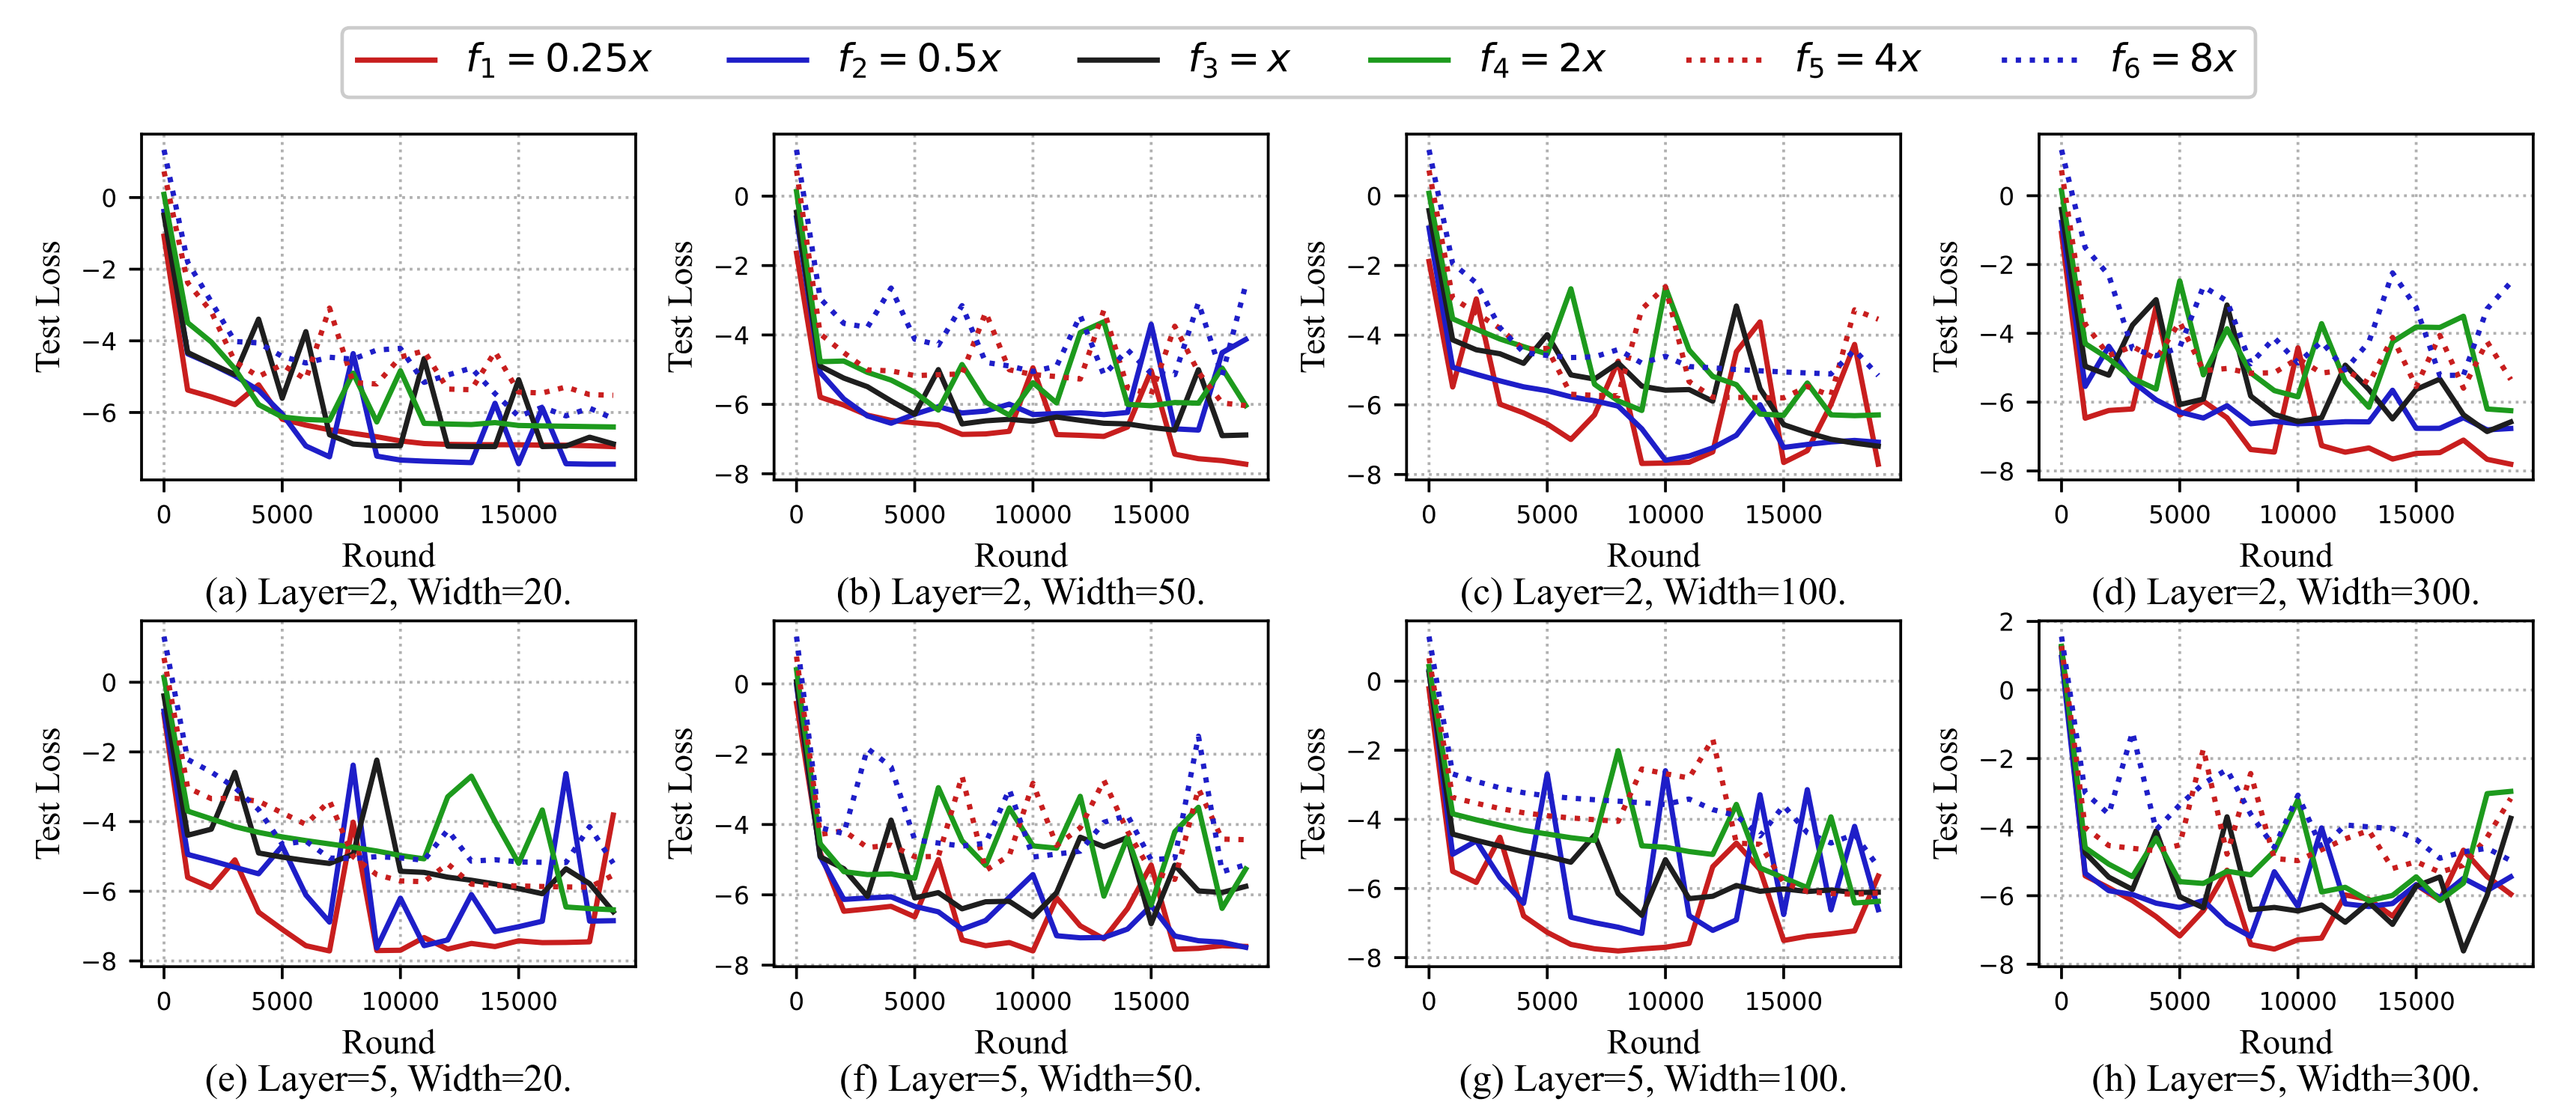 f₁ = 0.25x f₂ = 0.5x f₃ = x f₄ = 2x f₅ = 4x f₆ = 8x
Test Loss
0
−2
−4
−6
0 5000 10000 15000
Round
(a) Layer=2, Width=20.
Test Loss
0
−2
−4
−6
−8
0 5000 10000 15000
Round
(b) Layer=2, Width=50.
Test Loss
0
−2
−4
−6
−8
0 5000 10000 15000
Round
(c) Layer=2, Width=100.
Test Loss
0
−2
−4
−6
−8
0 5000 10000 15000
Round
(d) Layer=2, Width=300.
Test Loss
0
−2
−4
−6
−8
0 5000 10000 15000
Round
(e) Layer=5, Width=20.
Test Loss
0
−2
−4
−6
−8
0 5000 10000 15000
Round
(f) Layer=5, Width=50.
Test Loss
0
−2
−4
−6
−8
0 5000 10000 15000
Round
(g) Layer=5, Width=100.
Test Loss
2
0
−2
−4
−6
−8
0 5000 10000 15000
Round
(h) Layer=5, Width=300.